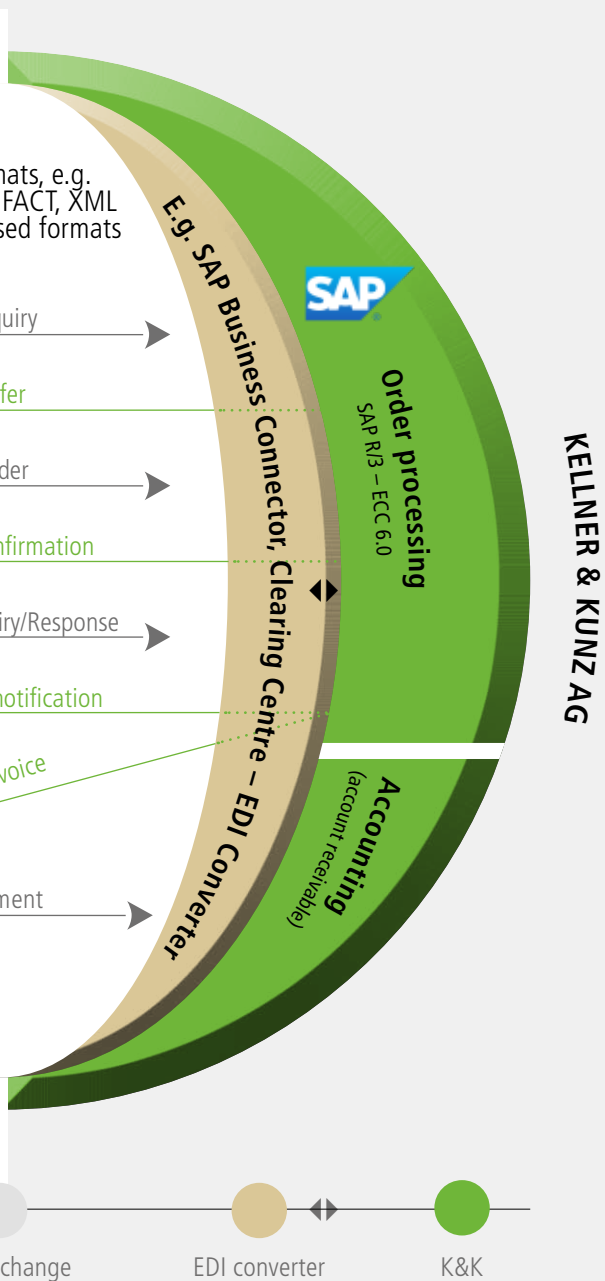 mats, e.g.
FACT, XML
sed formats
E.g. SAP Business Connector, Clearing Centre – EDI Converter
SAP
®
quiry
fer
Order processing
SAP R/3 – ECC 6.0
der
nfirmation
KELLNER & KUNZ AG
iry/Response
notification
voice
Accounting
(account receivable)
ment
change
EDI converter
K&K